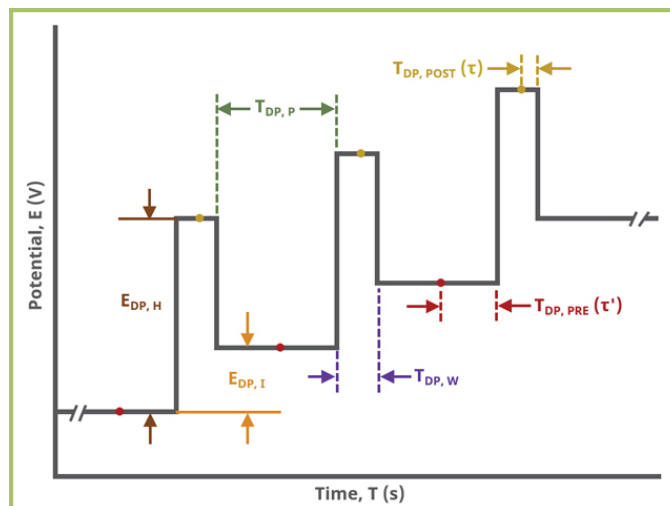 T_DP, POST (τ)
T_DP, P
Potential, E (V)
E_DP, H
T_DP, PRE (τ')
E_DP, I
T_DP, W
Time, T (s)